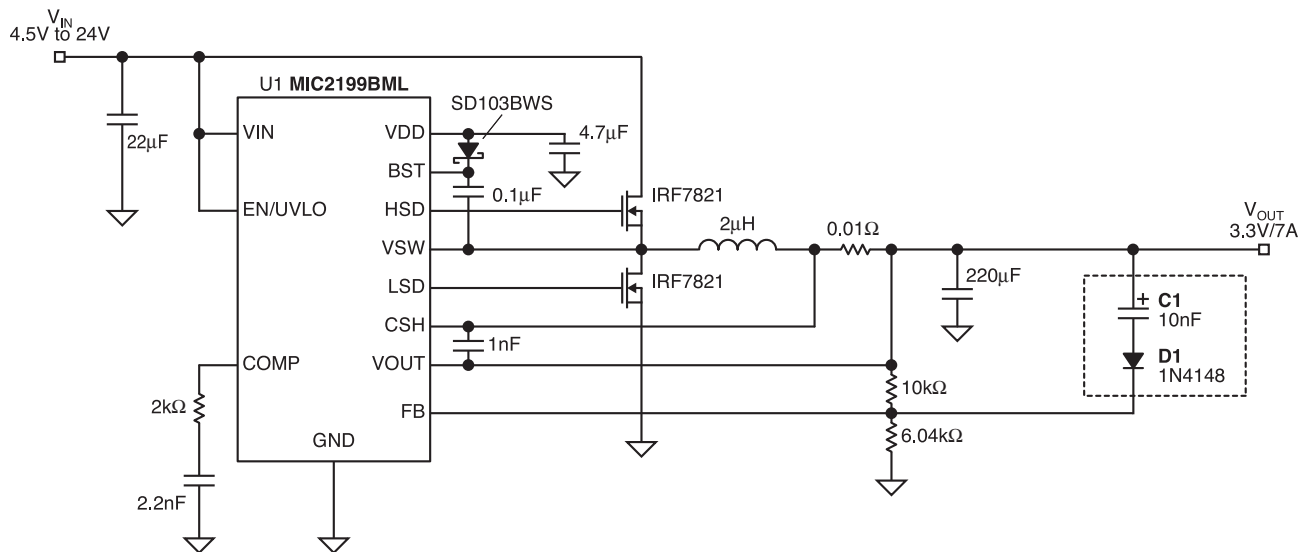 VIN
4.5V to 24V
U1 MIC2199BML
SD103BWS
22µF
VIN
VDD
4.7µF
BST
0.1µF
IRF7821
EN/UVLO
HSD
2µH
0.01Ω
VOUT
3.3V/7A
VSW
IRF7821
LSD
220µF
+ C1
10nF
CSH
1nF
COMP
VOUT
D1
1N4148
10kΩ
2kΩ
FB
6.04kΩ
GND
2.2nF